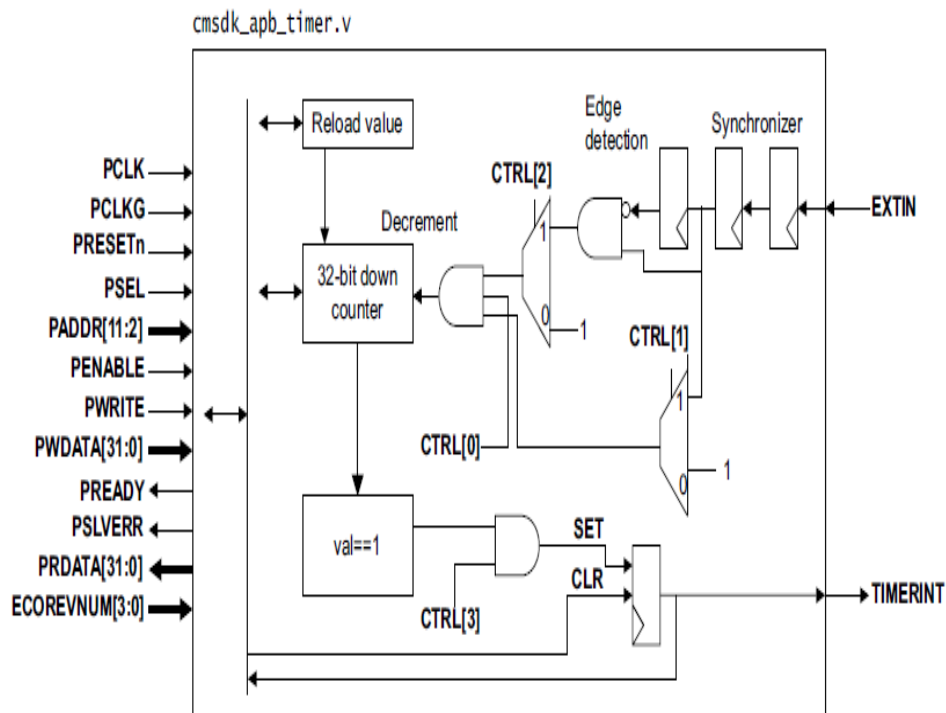 cmsdk_apb_timer.v
PCLK
PCLKG
PRESETn
PSEL
PADDR[11:2]
PENABLE
PWRITE
PWDATA[31:0]
PREADY
PSLVERR
PRDATA[31:0]
ECOREVNUM[3:0]
Reload value
Decrement
32-bit down
counter
CTRL[2]
1
0
1
Edge
detection
Synchronizer
EXTIN
CTRL[1]
1
0
1
CTRL[0]
val==1
CTRL[3]
SET
CLR
TIMERINT